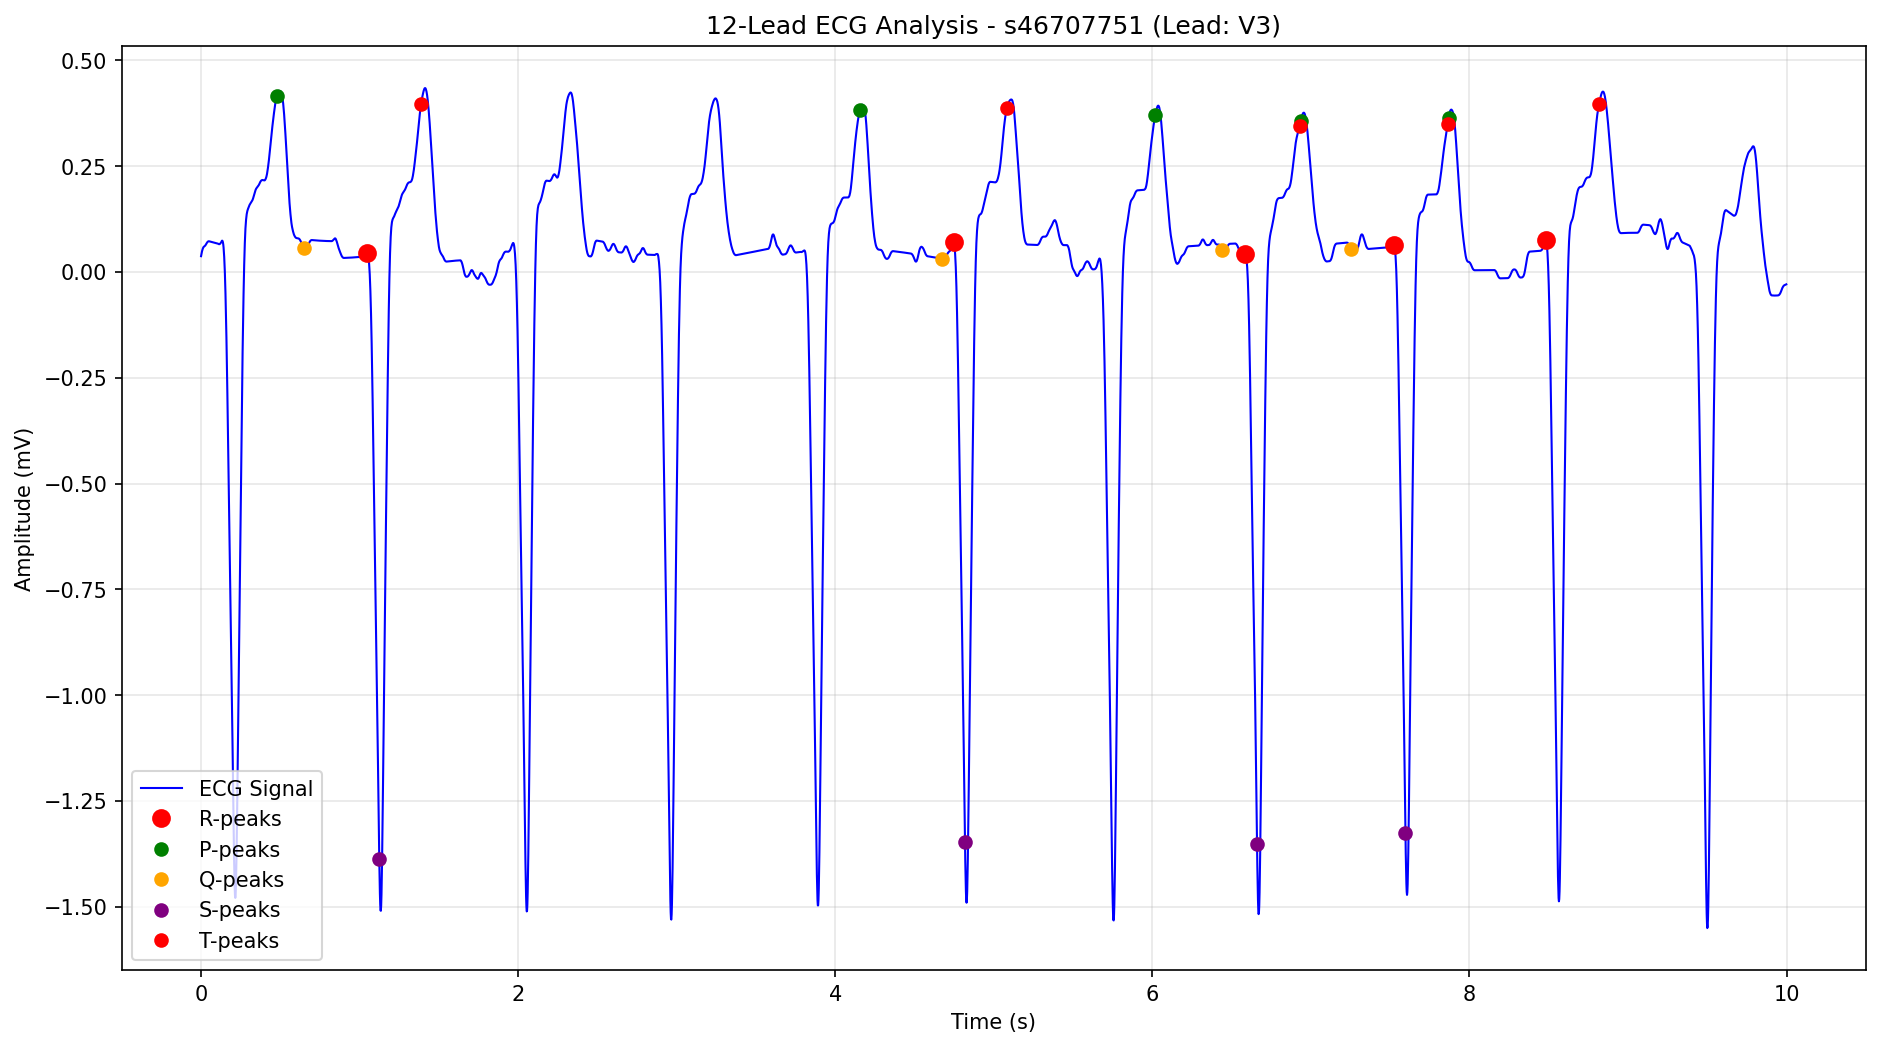 12-Lead ECG Analysis - s46707751 (Lead: V3)
Amplitude (mV)
0.50
0.25
0.00
−0.25
−0.50
−0.75
−1.00
−1.25
−1.50
ECG Signal
R-peaks
P-peaks
Q-peaks
S-peaks
T-peaks
0 2 4 6 8 10
Time (s)